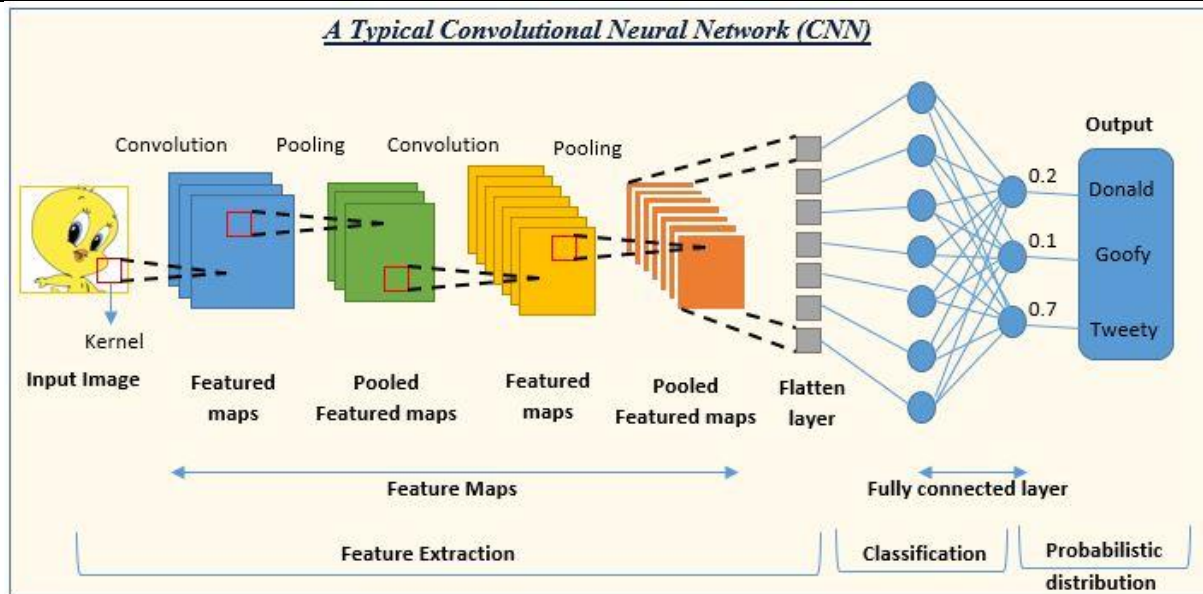 A Typical Convolutional Neural Network (CNN)
Convolution
Pooling
Convolution
Pooling
Output
0.2
Donald
0.1
Goofy
0.7
Tweety
Kernel
Input Image
Featured
maps
Pooled
Featured maps
Featured
maps
Pooled
Featured maps
Flatten
layer
Feature Maps
Fully connected layer
Feature Extraction
Classification
Probabilistic
distribution